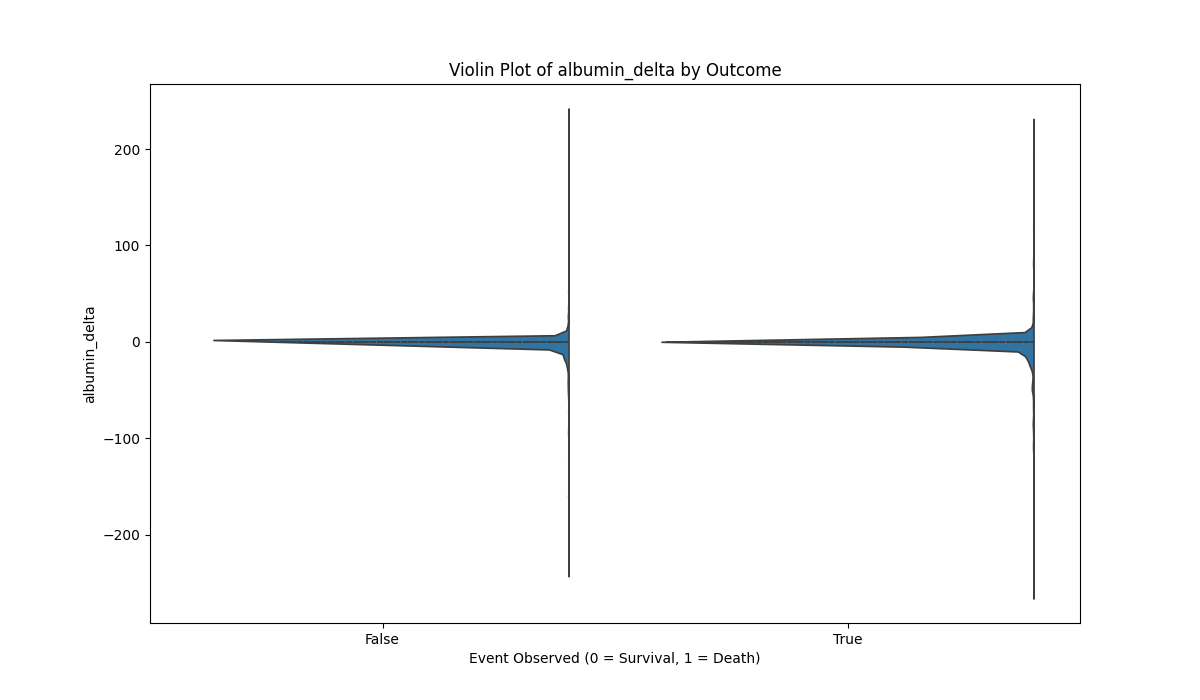 Violin Plot of albumin_delta by Outcome
200
100
0
−100
−200
albumin_delta
False
True
Event Observed (0 = Survival, 1 = Death)